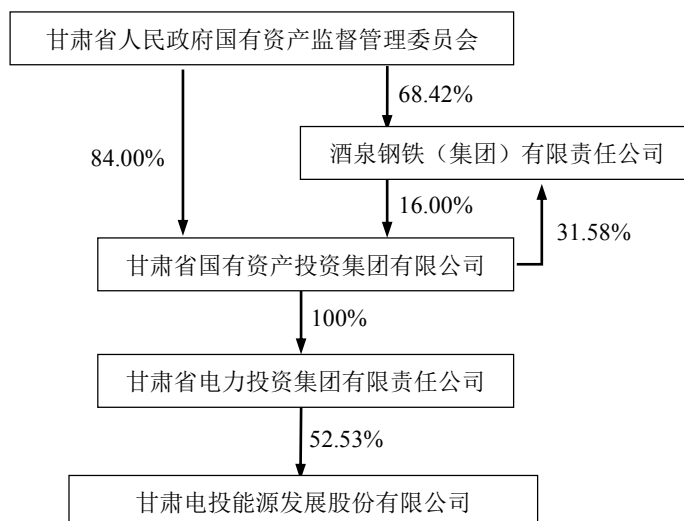 甘肃省人民政府国有资产监督管理委员会
68.42%
酒泉钢铁（集团）有限责任公司
84.00%
16.00%
31.58%
甘肃省国有资产投资集团有限公司
100%
甘肃省电力投资集团有限责任公司
52.53%
甘肃电投能源发展股份有限公司